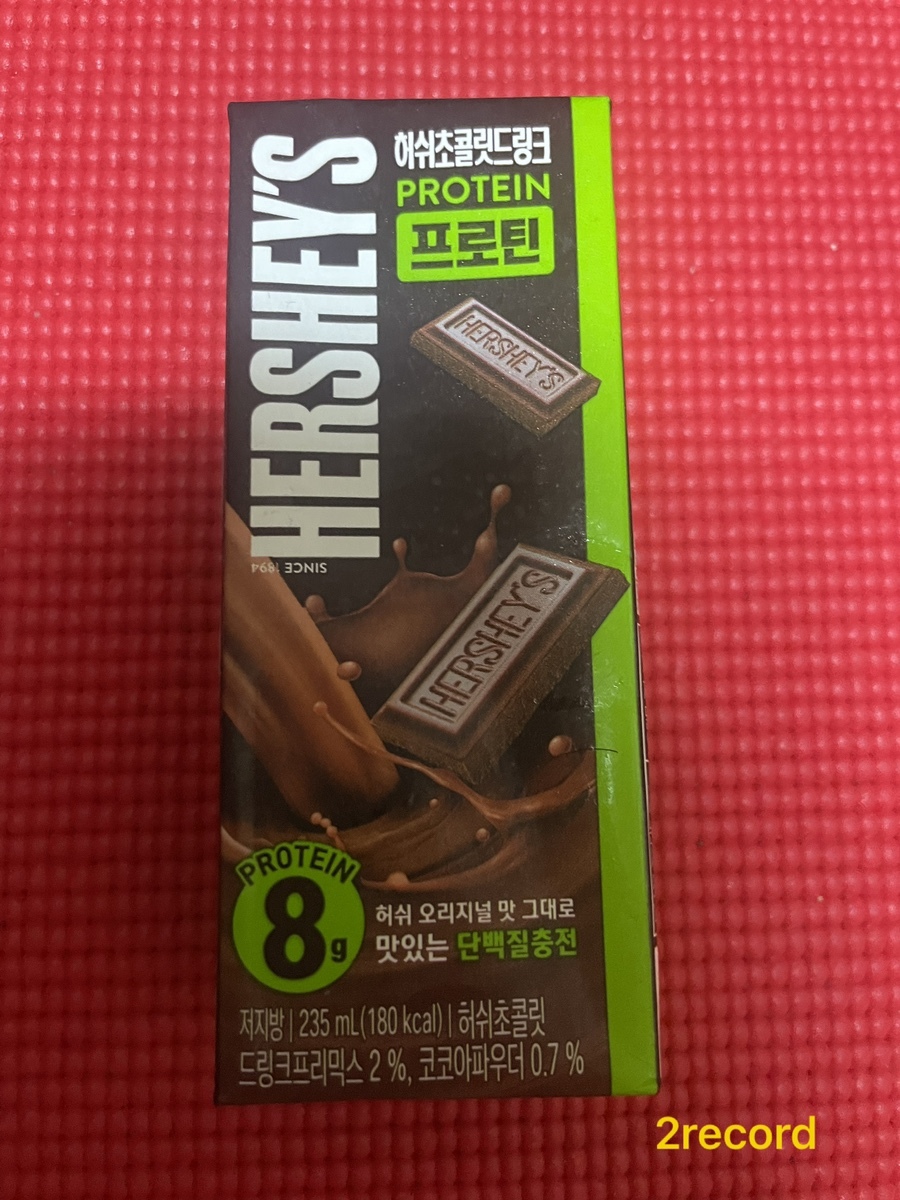 HERSHEY'S
SINCE 1894
허쉬초콜릿드링크
PROTEIN
프로틴
HERSHEY'S
HERSHEY'S
PROTEIN
8g
허쉬 오리지널 맛 그대로
맛있는 단백질충전
저지방 | 235 mL(180 kcal) | 허쉬초콜릿
드링크프리믹스 2 %, 코코아파우더 0.7 %
2record